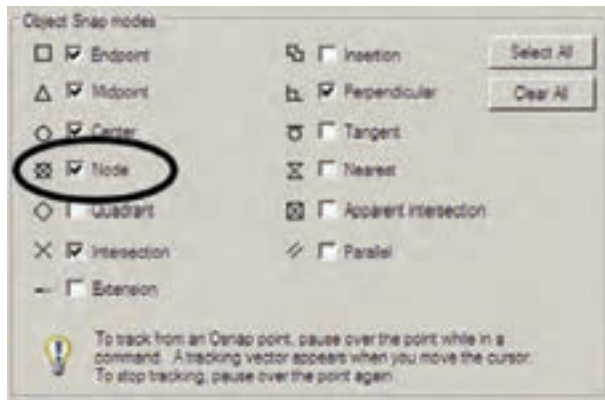 Object Snap modes
Endpoint
Insertion
Select All
Midpoint
Perpendicular
Clear All
Center
Tangent
Node
Nearest
Quadrant
Apparent intersection
Intersection
Parallel
Extension
To track from an Osnap point, pause over the point while in a
command. A tracking vector appears when you move the cursor.
To stop tracking, pause over the point again